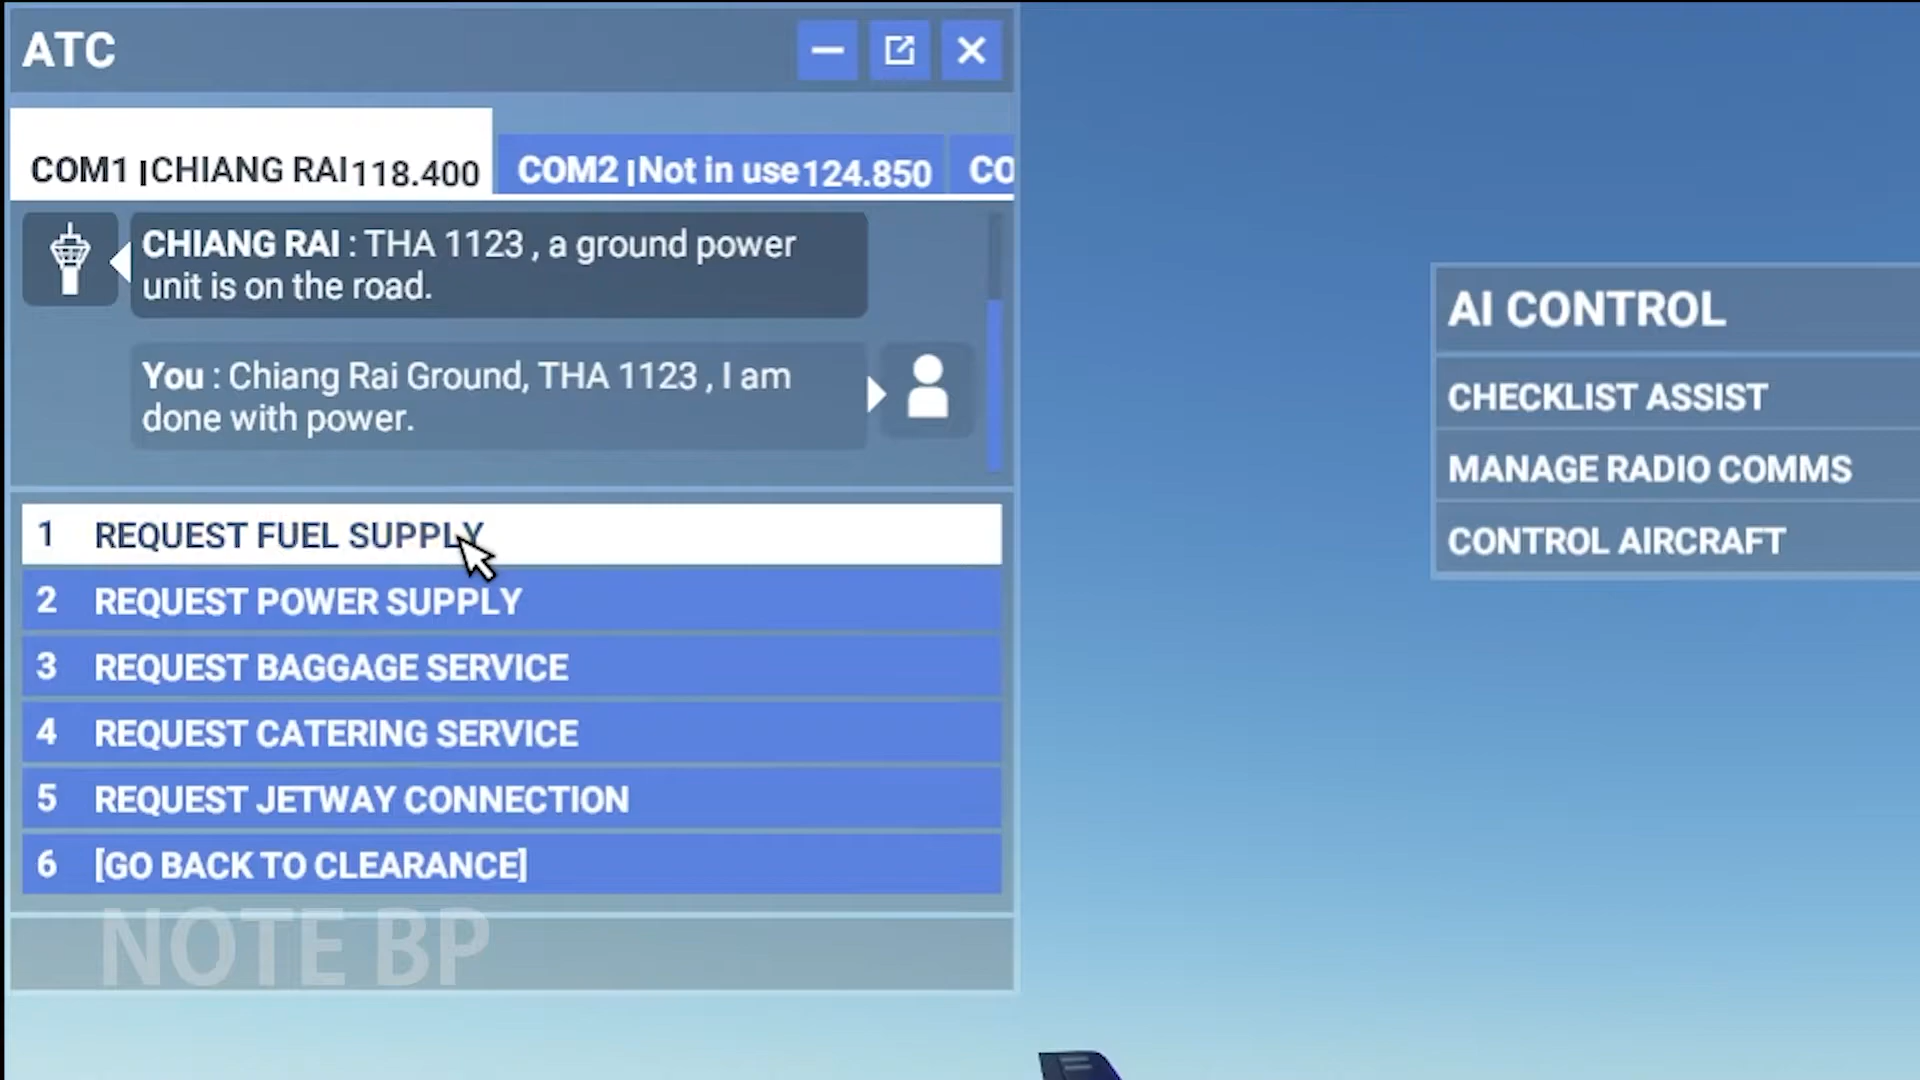 ATC
COM1 |CHIANG RAI 118.400
COM2 |Not in use 124.850
CO
CHIANG RAI : THA 1123 , a ground power
unit is on the road.
You : Chiang Rai Ground, THA 1123 , I am
done with power.
1 REQUEST FUEL SUPPLY
2 REQUEST POWER SUPPLY
3 REQUEST BAGGAGE SERVICE
4 REQUEST CATERING SERVICE
5 REQUEST JETWAY CONNECTION
6 [GO BACK TO CLEARANCE]
NOTE BP
AI CONTROL
CHECKLIST ASSIST
MANAGE RADIO COMMS
CONTROL AIRCRAFT